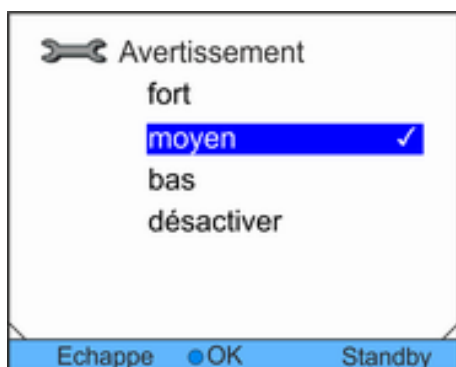 Avertissement
fort
moyen ✓
bas
désactiver
Echappe OK Standby